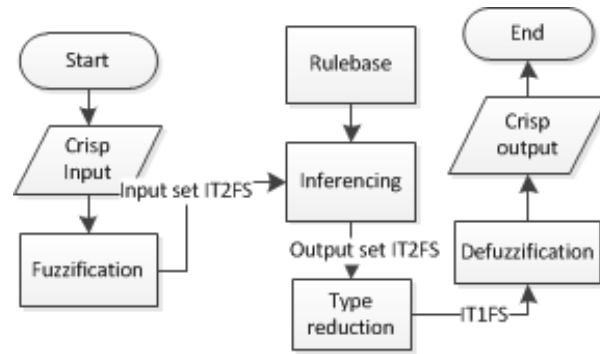 Start
Crisp
Input
Input set IT2FS
Fuzzification
Rulebase
Inferencing
Output set IT2FS
Type
reduction
IT1FS
Defuzzification
Crisp
output
End